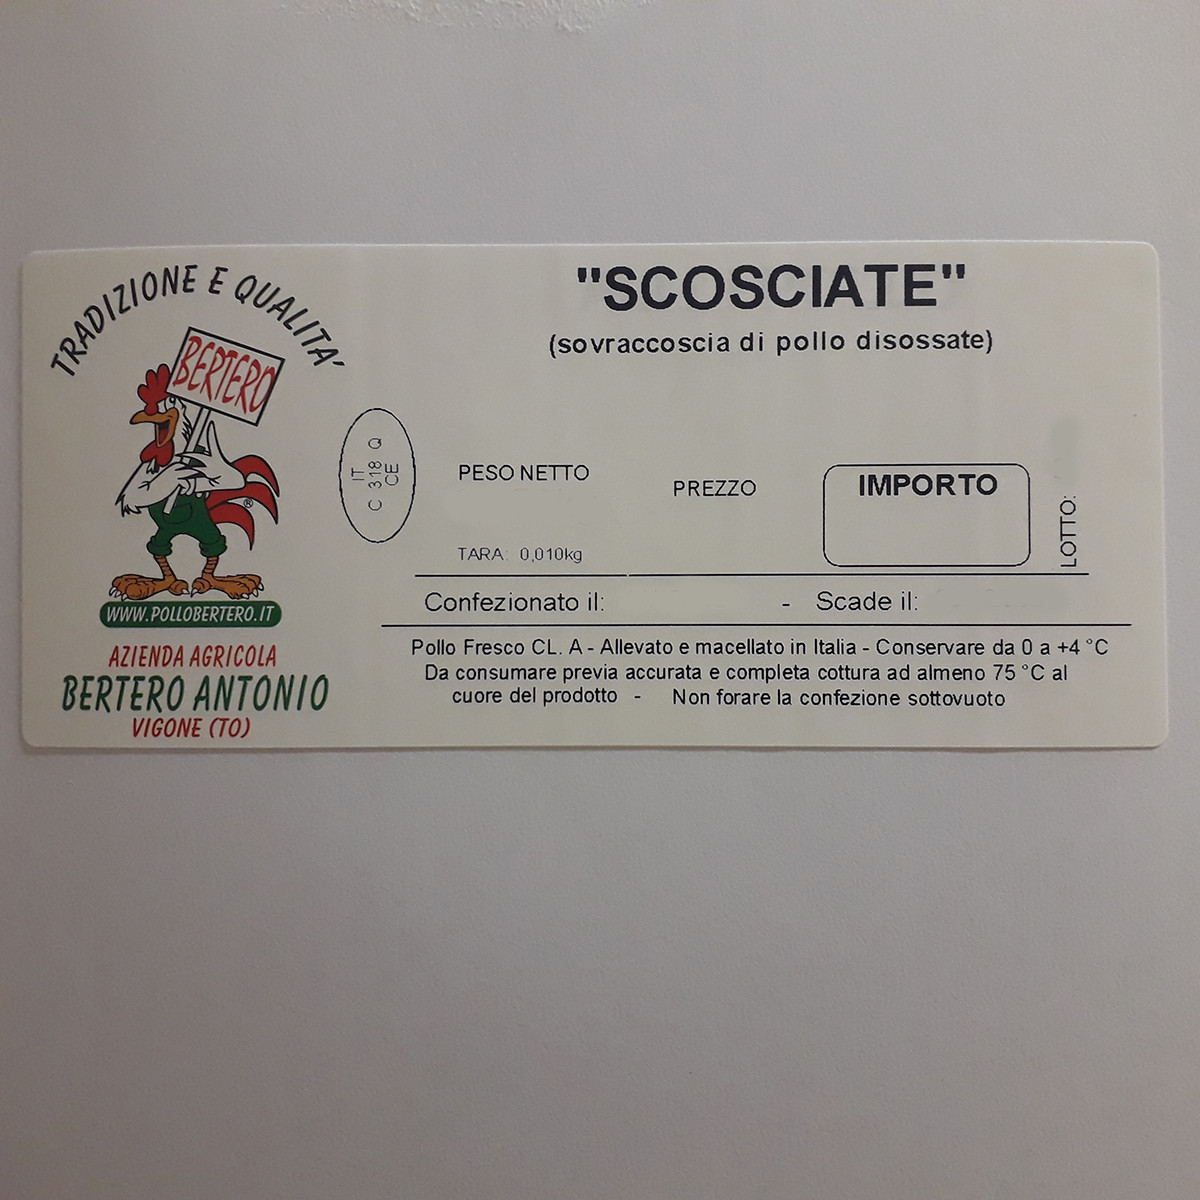 TRADIZIONE E QUALITA'
BERTERO
®
WWW.POLLOBERTERO.IT
AZIENDA AGRICOLA
BERTERO ANTONIO
VIGONE (TO)
IT
C 318 Q
CE
"SCOSCIATE"
(sovraccoscia di pollo disossate)
PESO NETTO
PREZZO
IMPORTO
LOTTO:
TARA: 0,010kg
Confezionato il: - Scade il:
Pollo Fresco CL. A - Allevato e macellato in Italia - Conservare da 0 a +4 °C
Da consumare previa accurata e completa cottura ad almeno 75 °C al
cuore del prodotto - Non forare la confezione sottovuoto